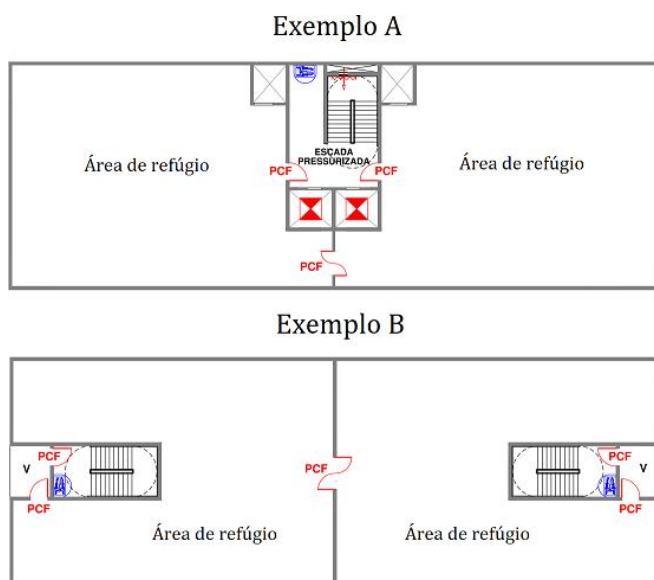 Exemplo A
ESCADA
PRESSURIZADA
Área de refúgio
Área de refúgio
PCF
PCF
PCF
Exemplo B
PCF
PCF
V
PCF
V
PCF
PCF
Área de refúgio
Área de refúgio